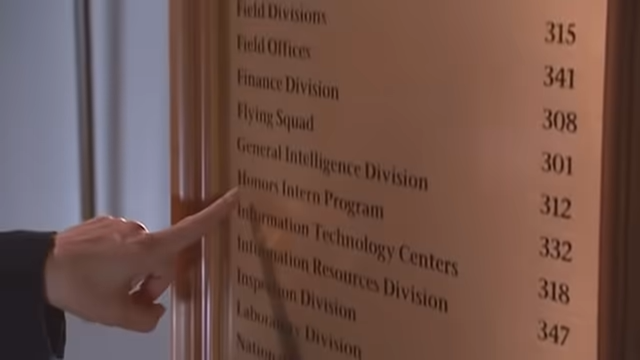 Field Divisions 315
Field Offices 341
Finance Division 308
Flying Squad 301
General Intelligence Division 312
Honors Intern Program 332
Information Technology Centers 318
Information Resources Division 347
Inspection Division
Laboratory Division